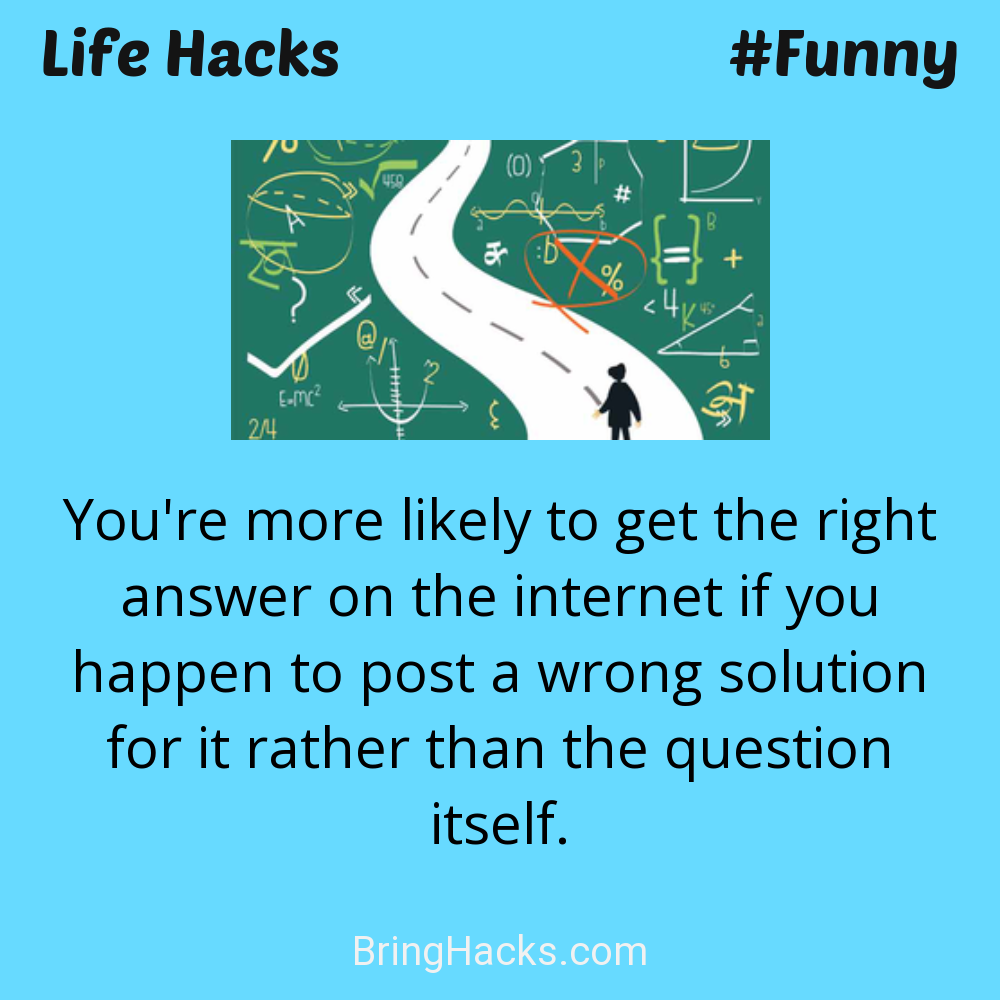 Life Hacks
#Funny
%
√458
(0)
3
P
#
A
B
:b
%
{=}
+
?
<4
K
45°
@/
2
6
E=mc²
2/4
अ
You're more likely to get the right
answer on the internet if you
happen to post a wrong solution
for it rather than the question
itself.
BringHacks.com